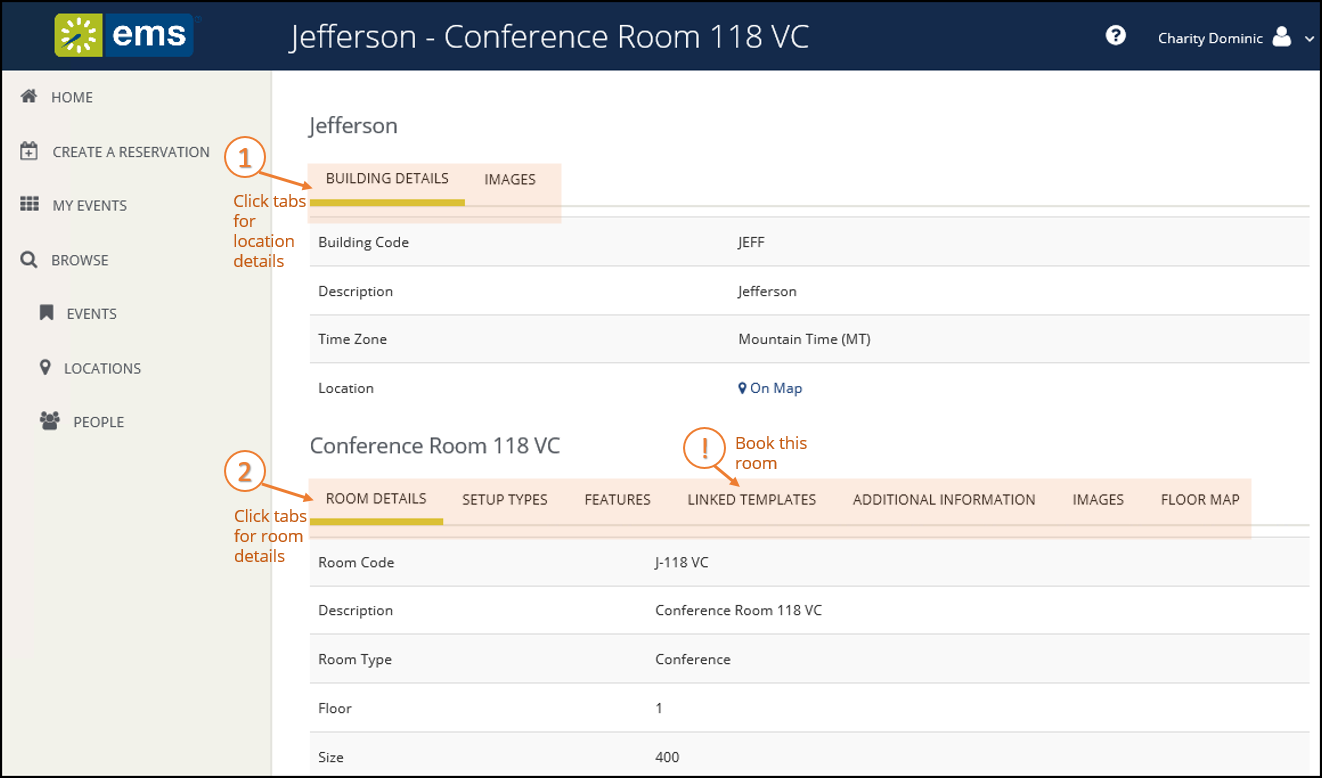 ems Jefferson - Conference Room 118 VC ? Charity Dominic
HOME
CREATE A RESERVATION
MY EVENTS
BROWSE
EVENTS
LOCATIONS
PEOPLE
Jefferson
1
Click tabs
for
location
details
BUILDING DETAILS IMAGES
Building Code JEFF
Description Jefferson
Time Zone Mountain Time (MT)
Location On Map
Conference Room 118 VC
!
Book this
room
2
Click tabs
for room
details
ROOM DETAILS SETUP TYPES FEATURES LINKED TEMPLATES ADDITIONAL INFORMATION IMAGES FLOOR MAP
Room Code J-118 VC
Description Conference Room 118 VC
Room Type Conference
Floor 1
Size 400